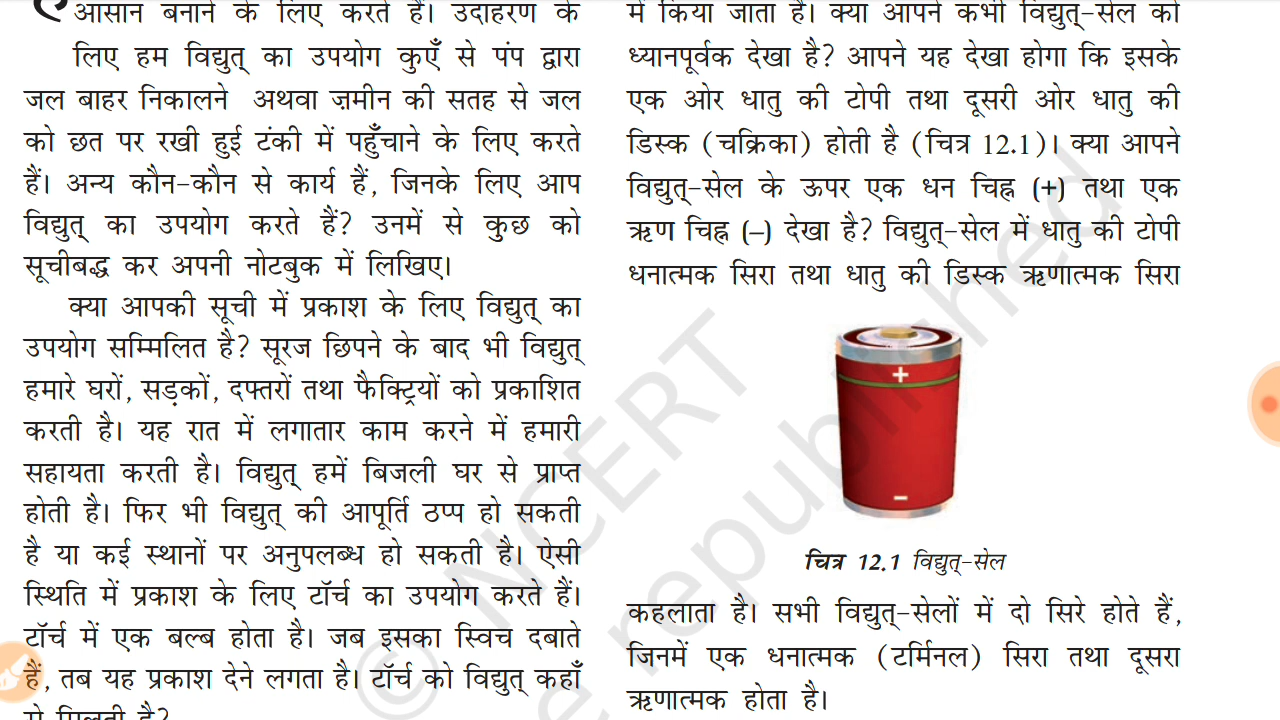 आसान बनाने के लिए करते हैं। उदाहरण के
लिए हम विद्युत् का उपयोग कुएँ से पंप द्वारा
जल बाहर निकालने अथवा ज़मीन की सतह से जल
को छत पर रखी हुई टंकी में पहुँचाने के लिए करते
हैं। अन्य कौन-कौन से कार्य हैं, जिनके लिए आप
विद्युत् का उपयोग करते हैं? उनमें से कुछ को
सूचीबद्ध कर अपनी नोटबुक में लिखिए।
क्या आपकी सूची में प्रकाश के लिए विद्युत् का
उपयोग सम्मिलित है? सूरज छिपने के बाद भी विद्युत्
हमारे घरों, सड़कों, दफ्तरों तथा फैक्ट्रियों को प्रकाशित
करती है। यह रात में लगातार काम करने में हमारी
सहायता करती है। विद्युत् हमें बिजली घर से प्राप्त
होती है। फिर भी विद्युत् की आपूर्ति ठप्प हो सकती
है या कई स्थानों पर अनुपलब्ध हो सकती है। ऐसी
स्थिति में प्रकाश के लिए टॉर्च का उपयोग करते हैं।
टॉर्च में एक बल्ब होता है। जब इसका स्विच दबाते
हैं, तब यह प्रकाश देने लगता है। टॉर्च को विद्युत् कहाँ
से मिलती है?
में किया जाता है। क्या आपने कभी विद्युत्-सेल को
ध्यानपूर्वक देखा है? आपने यह देखा होगा कि इसके
एक ओर धातु की टोपी तथा दूसरी ओर धातु की
डिस्क (चक्रिका) होती है (चित्र 12.1)। क्या आपने
विद्युत्-सेल के ऊपर एक धन चिह्न (+) तथा एक
ऋण चिह्न (–) देखा है? विद्युत्-सेल में धातु की टोपी
धनात्मक सिरा तथा धातु की डिस्क ऋणात्मक सिरा
+
–
चित्र 12.1 विद्युत्-सेल
कहलाता है। सभी विद्युत्-सेलों में दो सिरे होते हैं,
जिनमें एक धनात्मक (टर्मिनल) सिरा तथा दूसरा
ऋणात्मक होता है।
© NCERT
e republished